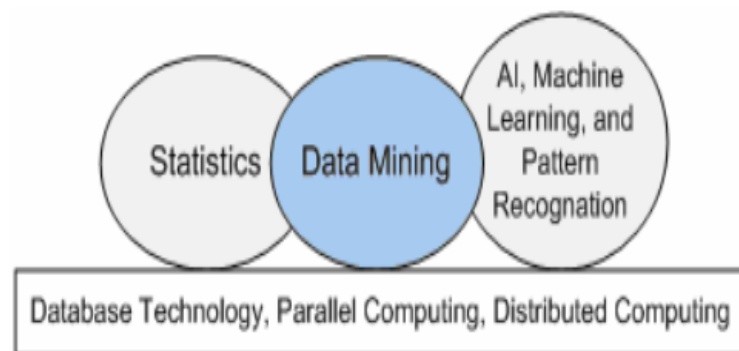 Statistics
Data Mining
AI, Machine
Learning, and
Pattern
Recognation
Database Technology, Parallel Computing, Distributed Computing